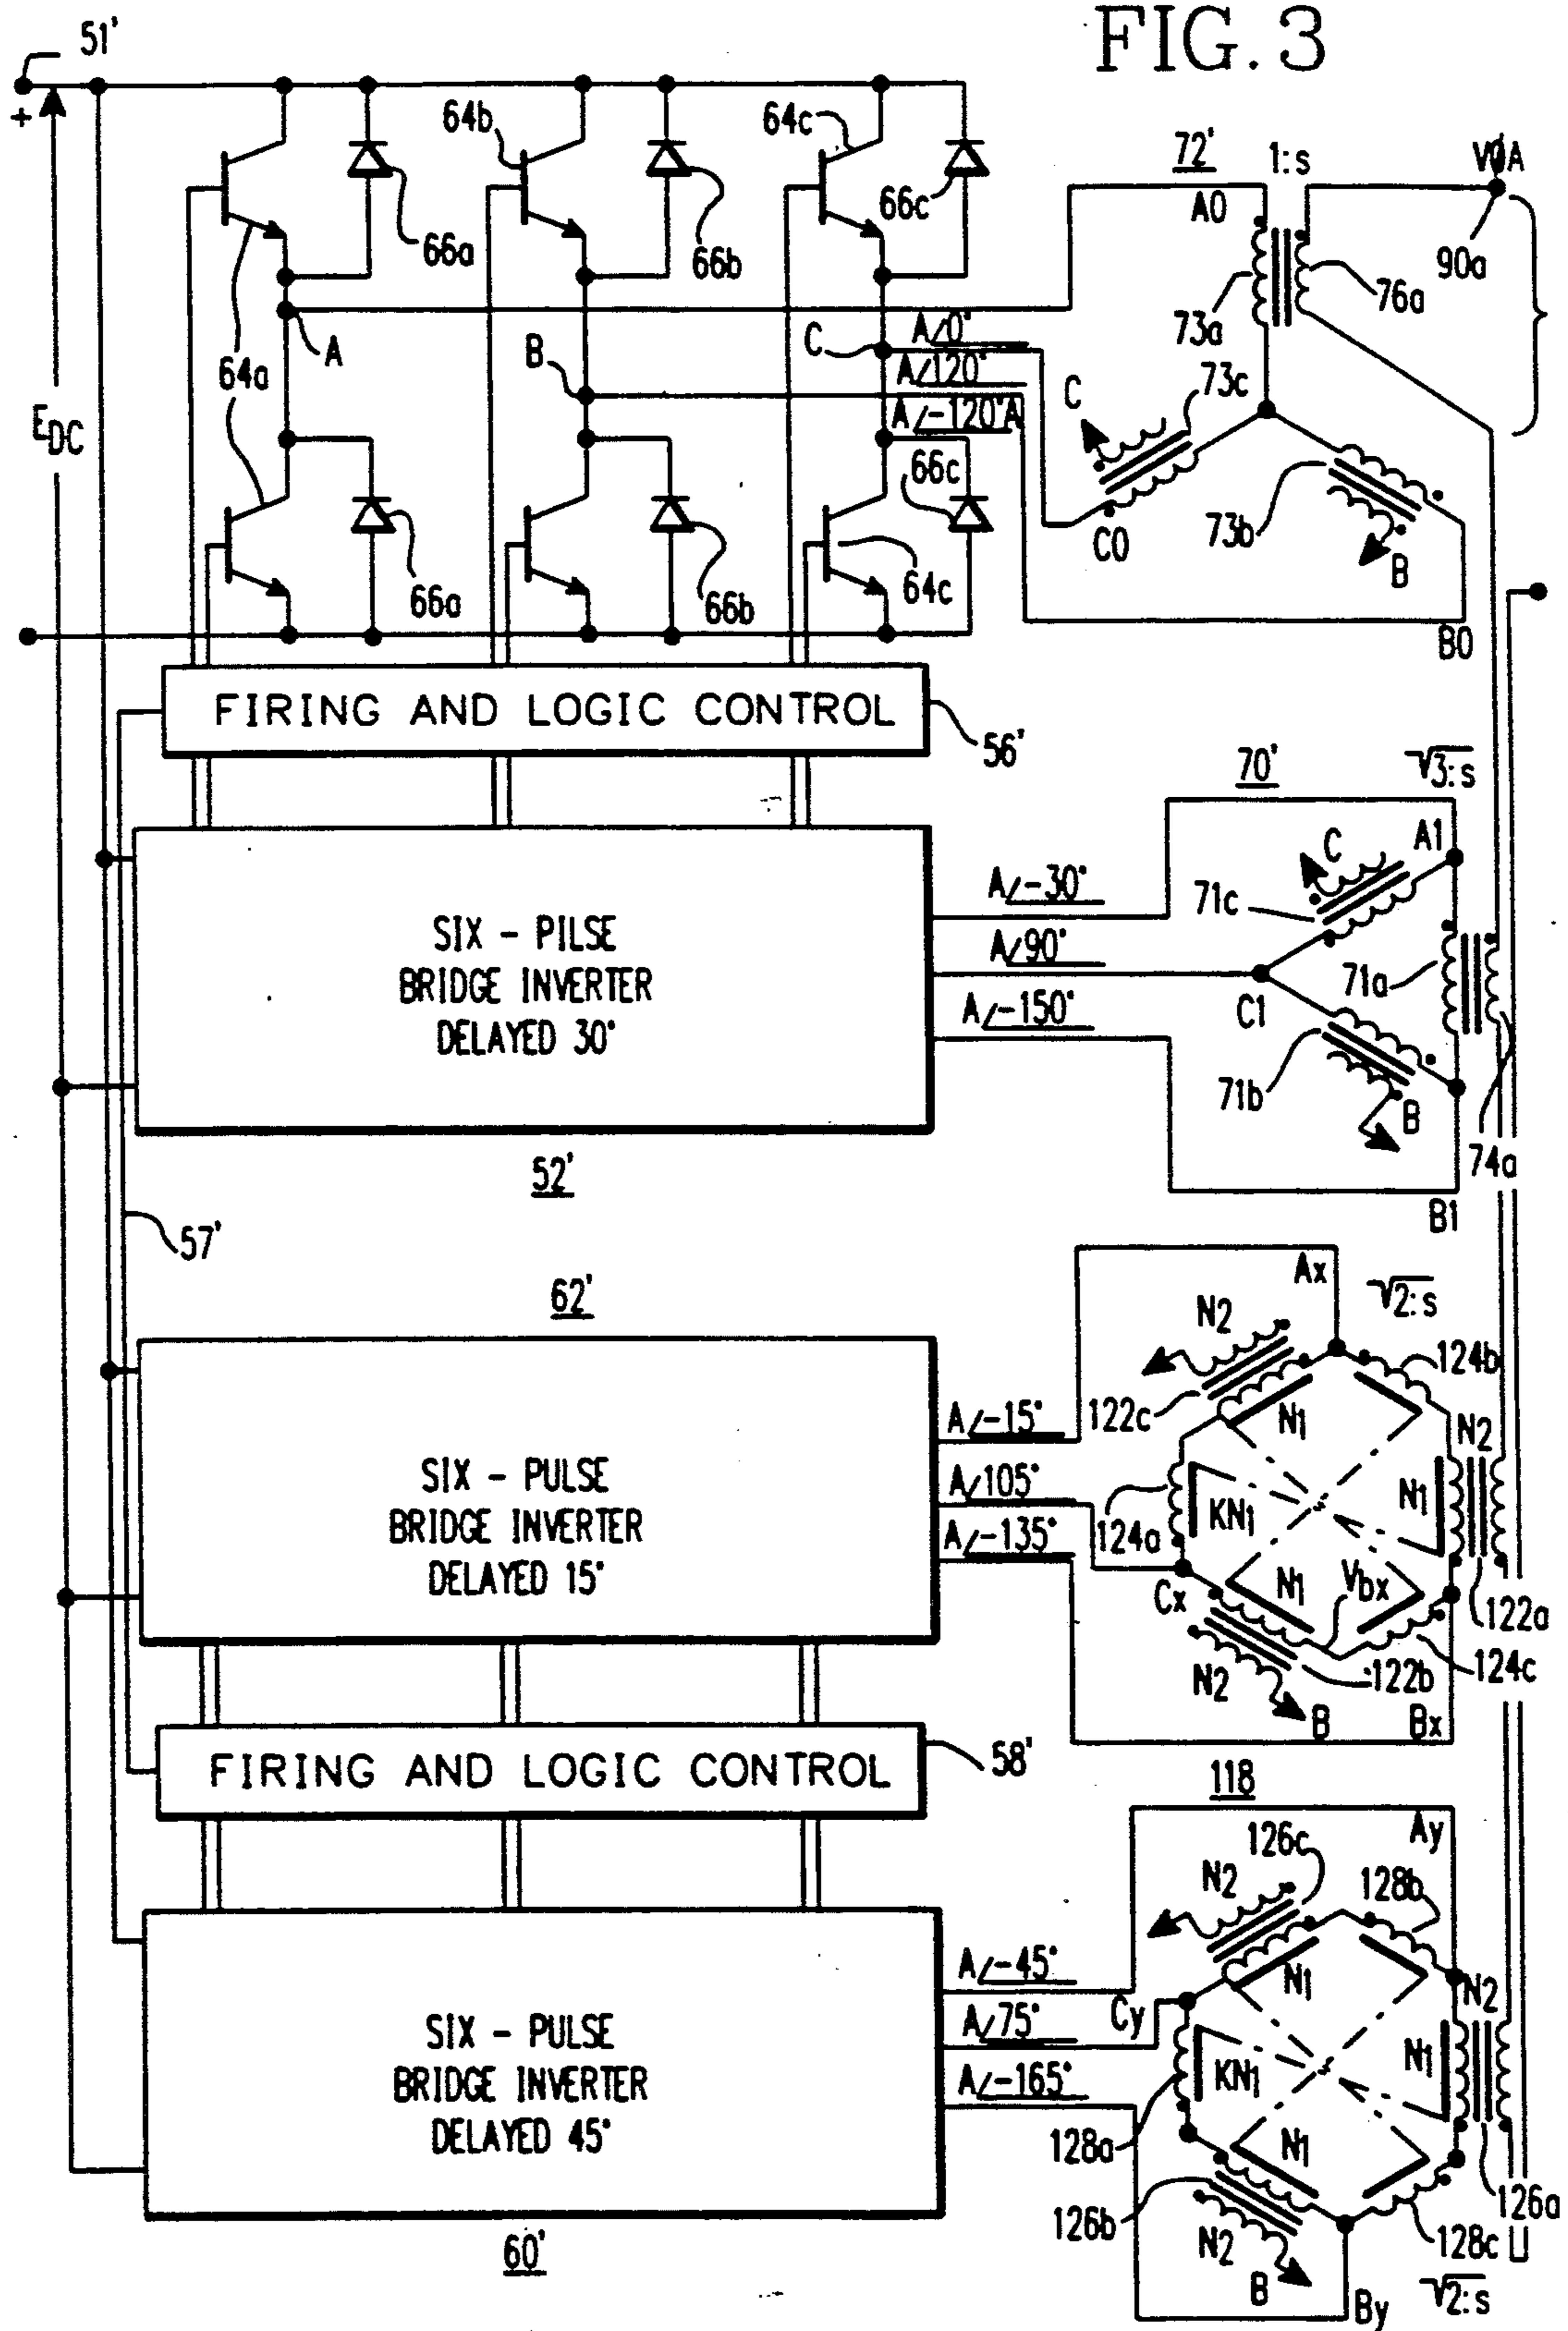 FIG. 3
51'
+
64b
64c
72'
1:s
VØA
A0
66a
66b
66c
90a
73a
76a
A
B
C
A/0°
A/120°
A/-120°A
64a
EDC
C
73c
66c
C0
73b
B
66a
66b
64c
B0
FIRING AND LOGIC CONTROL
56'
70'
√3:s
A1
C
71c
SIX - PILSE
BRIDGE INVERTER
DELAYED 30°
A/-30°
A/90°
A/-150°
71a
C1
71b
B
74a
52'
B1
57'
62'
Ax
√2:s
N2
124b
122c
N1
N2
SIX - PULSE
BRIDGE INVERTER
DELAYED 15°
A/-15°
A/105°
A/-135°
124a
KN1
N1
Cx
N1
Vbx
122a
N2
122b
124c
B
Bx
FIRING AND LOGIC CONTROL
58'
118
Ay
126c
N2
128b
SIX - PULSE
BRIDGE INVERTER
DELAYED 45°
A/-45°
A/75°
A/-165°
Cy
N1
N2
KN1
N1
128a
N1
126b
126a
N2
128c
B
√2:s
By
60'